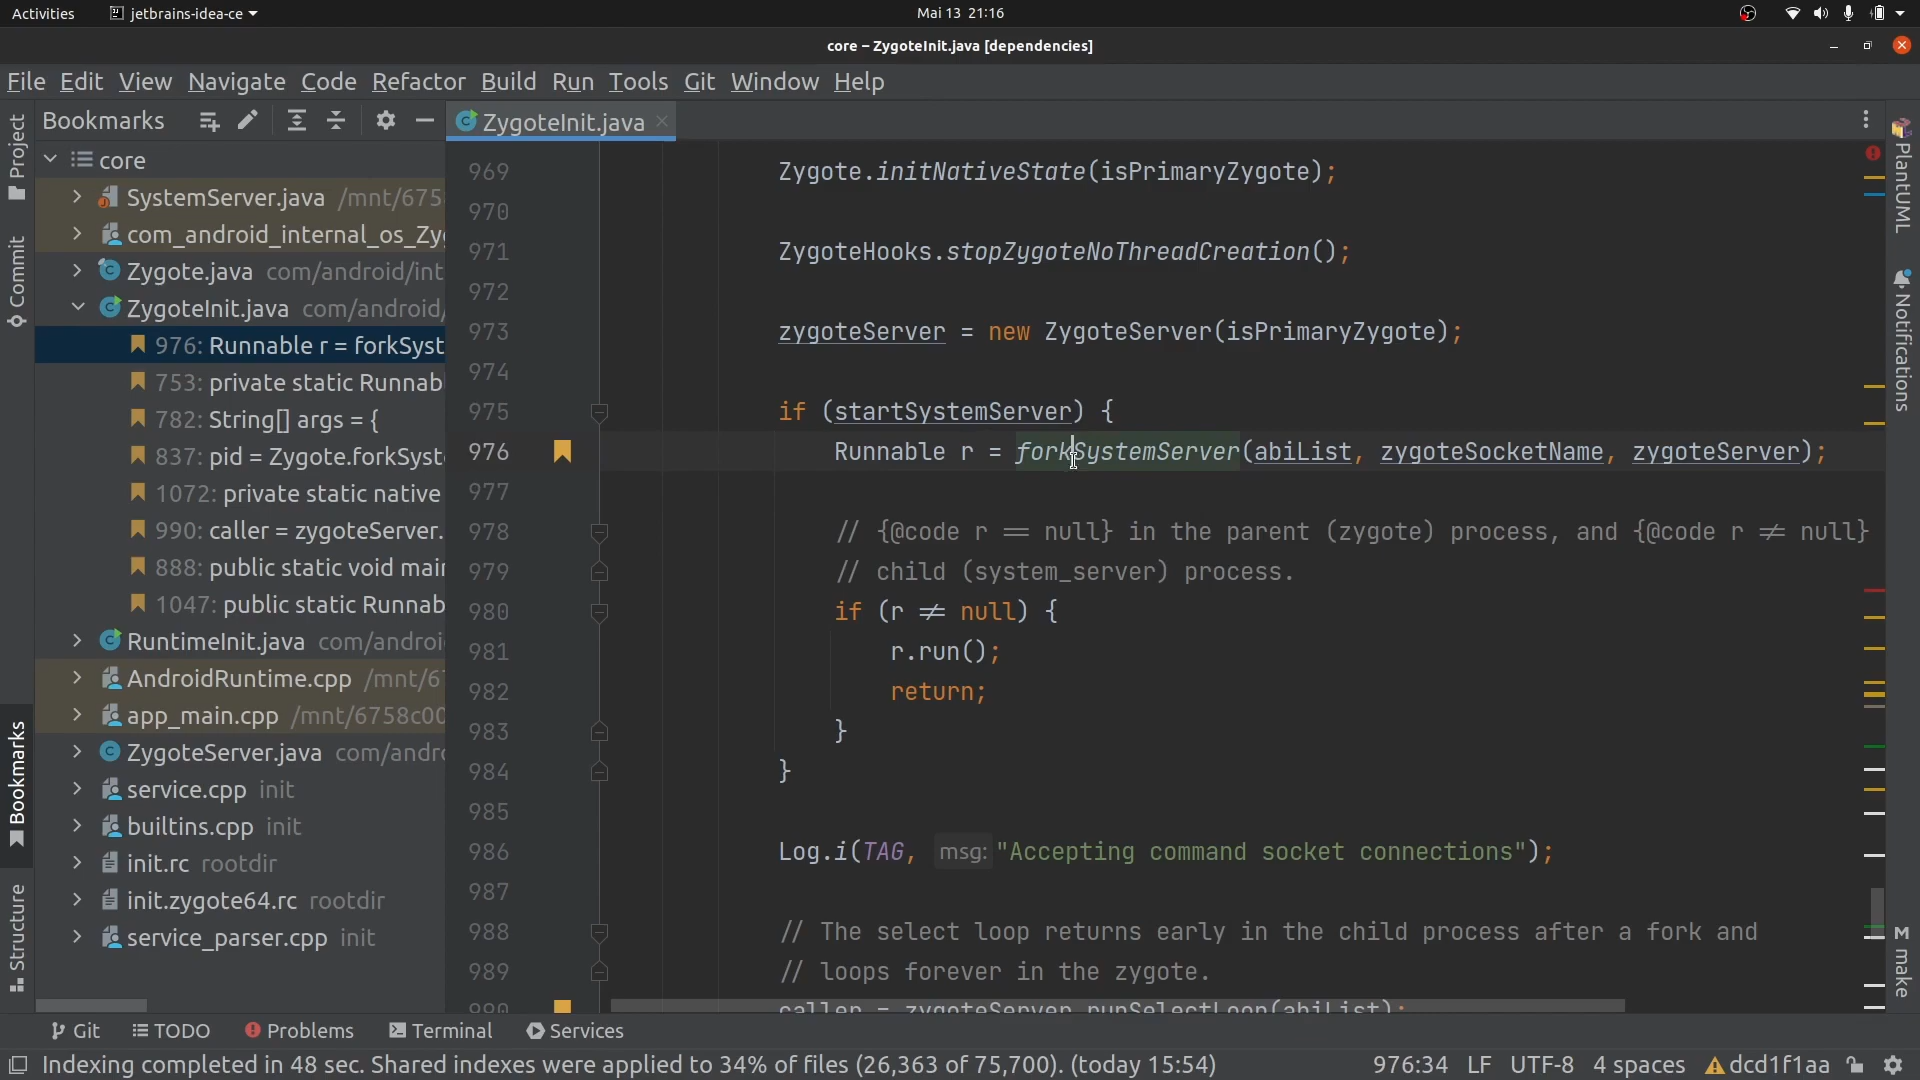 Activities
jetbrains-idea-ce
Mai 13 21:16
core – ZygoteInit.java [dependencies]
File Edit View Navigate Code Refactor Build Run Tools Git Window Help
Project
Commit
Bookmarks
Structure
Bookmarks
core
SystemServer.java /mnt/675
com_android_internal_os_Zy
Zygote.java com/android/int
ZygoteInit.java com/android/
976: Runnable r = forkSyst
753: private static Runnabl
782: String[] args = {
837: pid = Zygote.forkSyst
1072: private static native
990: caller = zygoteServer.
888: public static void mair
1047: public static Runnab
RuntimeInit.java com/androi
AndroidRuntime.cpp /mnt/6
app_main.cpp /mnt/6758c00
ZygoteServer.java com/andr
service.cpp init
builtins.cpp init
init.rc rootdir
init.zygote64.rc rootdir
service_parser.cpp init
ZygoteInit.java
969 Zygote.initNativeState(isPrimaryZygote);
970
971 ZygoteHooks.stopZygoteNoThreadCreation();
972
973 zygoteServer = new ZygoteServer(isPrimaryZygote);
974
975 if (startSystemServer) {
976 Runnable r = forkSystemServer(abiList, zygoteSocketName, zygoteServer);
977
978 // {@code r == null} in the parent (zygote) process, and {@code r != null}
979 // child (system_server) process.
980 if (r != null) {
981 r.run();
982 return;
983 }
984 }
985
986 Log.i(TAG, msg: "Accepting command socket connections");
987
988 // The select loop returns early in the child process after a fork and
989 // loops forever in the zygote.
990 caller = zygoteServer.runSelectLoop(abiList);
PlantUML
Notifications
M make
Git TODO Problems Terminal Services
Indexing completed in 48 sec. Shared indexes were applied to 34% of files (26,363 of 75,700). (today 15:54)
976:34 LF UTF-8 4 spaces dcd1f1aa